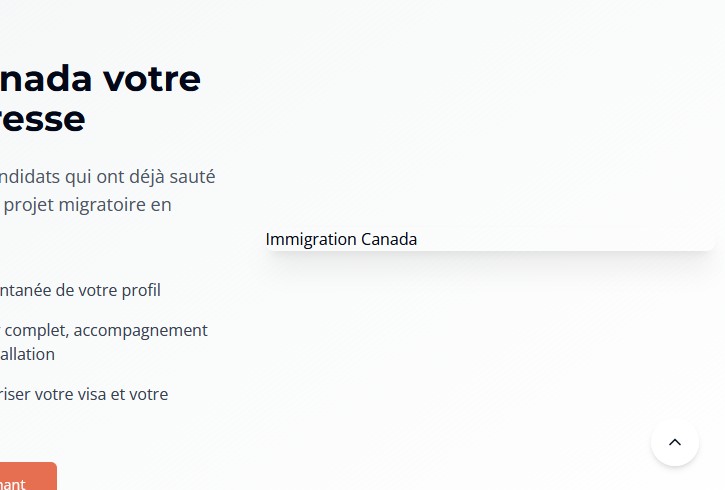 nada votre
resse
ndidats qui ont déjà sauté
projet migratoire en
Immigration Canada
ntanée de votre profil
complet, accompagnement
allation
riser votre visa et votre
nant